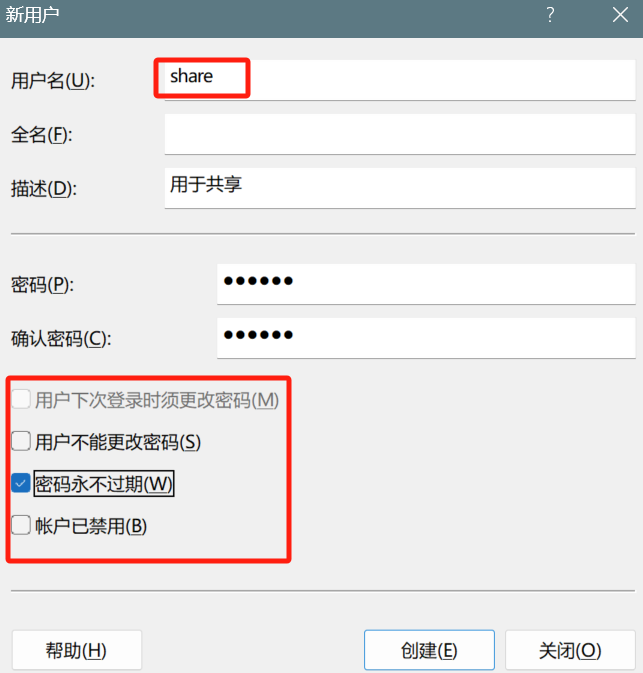 新用户
用户名(U): share
全名(F):
描述(D): 用于共享
密码(P): ●●●●●●
确认密码(C): ●●●●●●
用户下次登录时须更改密码(M)
用户不能更改密码(S)
密码永不过期(W)
帐户已禁用(B)
帮助(H) 创建(E) 关闭(O)